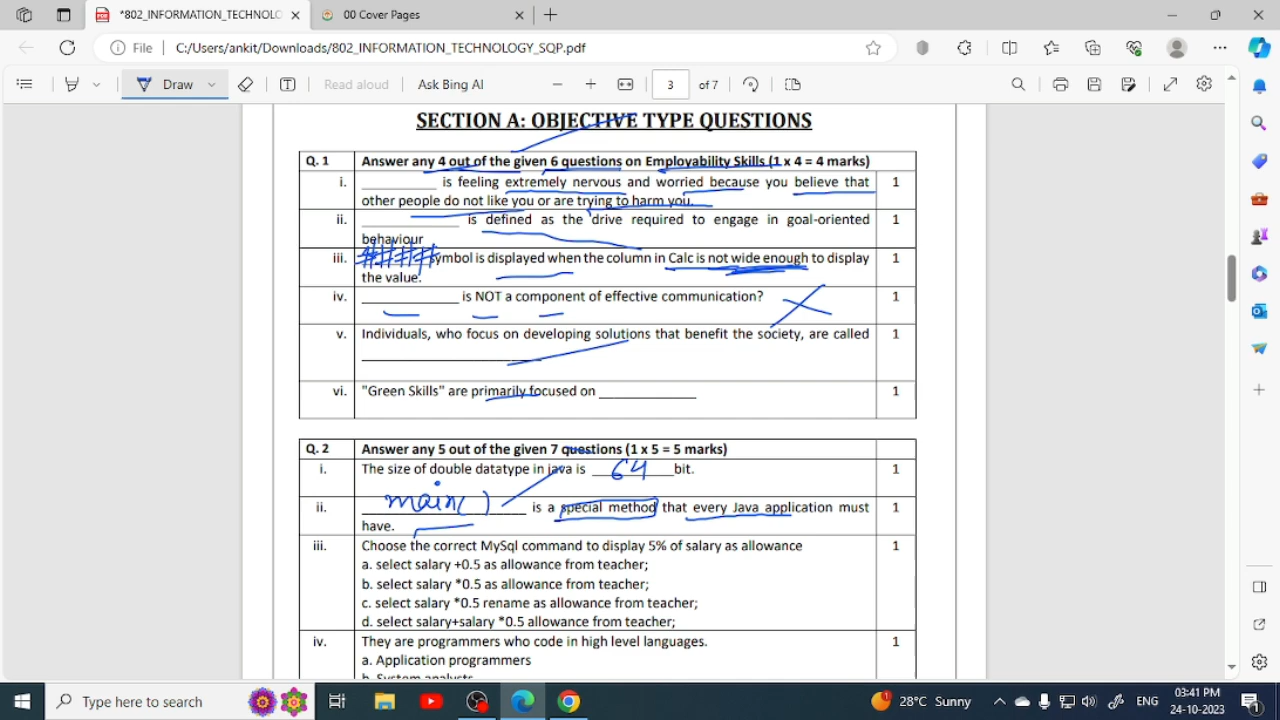 *802_INFORMATION_TECHNOLO
00 Cover Pages
File
C:/Users/ankit/Downloads/802_INFORMATION_TECHNOLOGY_SQP.pdf
Draw
Read aloud
Ask Bing AI
3 of 7
SECTION A: OBJECTIVE TYPE QUESTIONS
Q. 1 Answer any 4 out of the given 6 questions on Employability Skills (1 x 4 = 4 marks)
i. __________ is feeling extremely nervous and worried because you believe that 1
other people do not like you or are trying to harm you.
ii. __________ is defined as the drive required to engage in goal-oriented 1
behaviour
iii. ##### symbol is displayed when the column in Calc is not wide enough to display 1
the value.
iv. __________ is NOT a component of effective communication? 1
v. Individuals, who focus on developing solutions that benefit the society, are called 1
__________
vi. "Green Skills" are primarily focused on __________ 1
Q. 2 Answer any 5 out of the given 7 questions (1 x 5 = 5 marks)
i. The size of double datatype in java is 64 bit. 1
ii. main() is a special method that every Java application must 1
have.
iii. Choose the correct MySql command to display 5% of salary as allowance 1
a. select salary +0.5 as allowance from teacher;
b. select salary *0.5 as allowance from teacher;
c. select salary *0.5 rename as allowance from teacher;
d. select salary+salary *0.5 allowance from teacher;
iv. They are programmers who code in high level languages. 1
a. Application programmers
b. System analysts
Type here to search
28°C Sunny
ENG
03:41 PM
24-10-2023
1